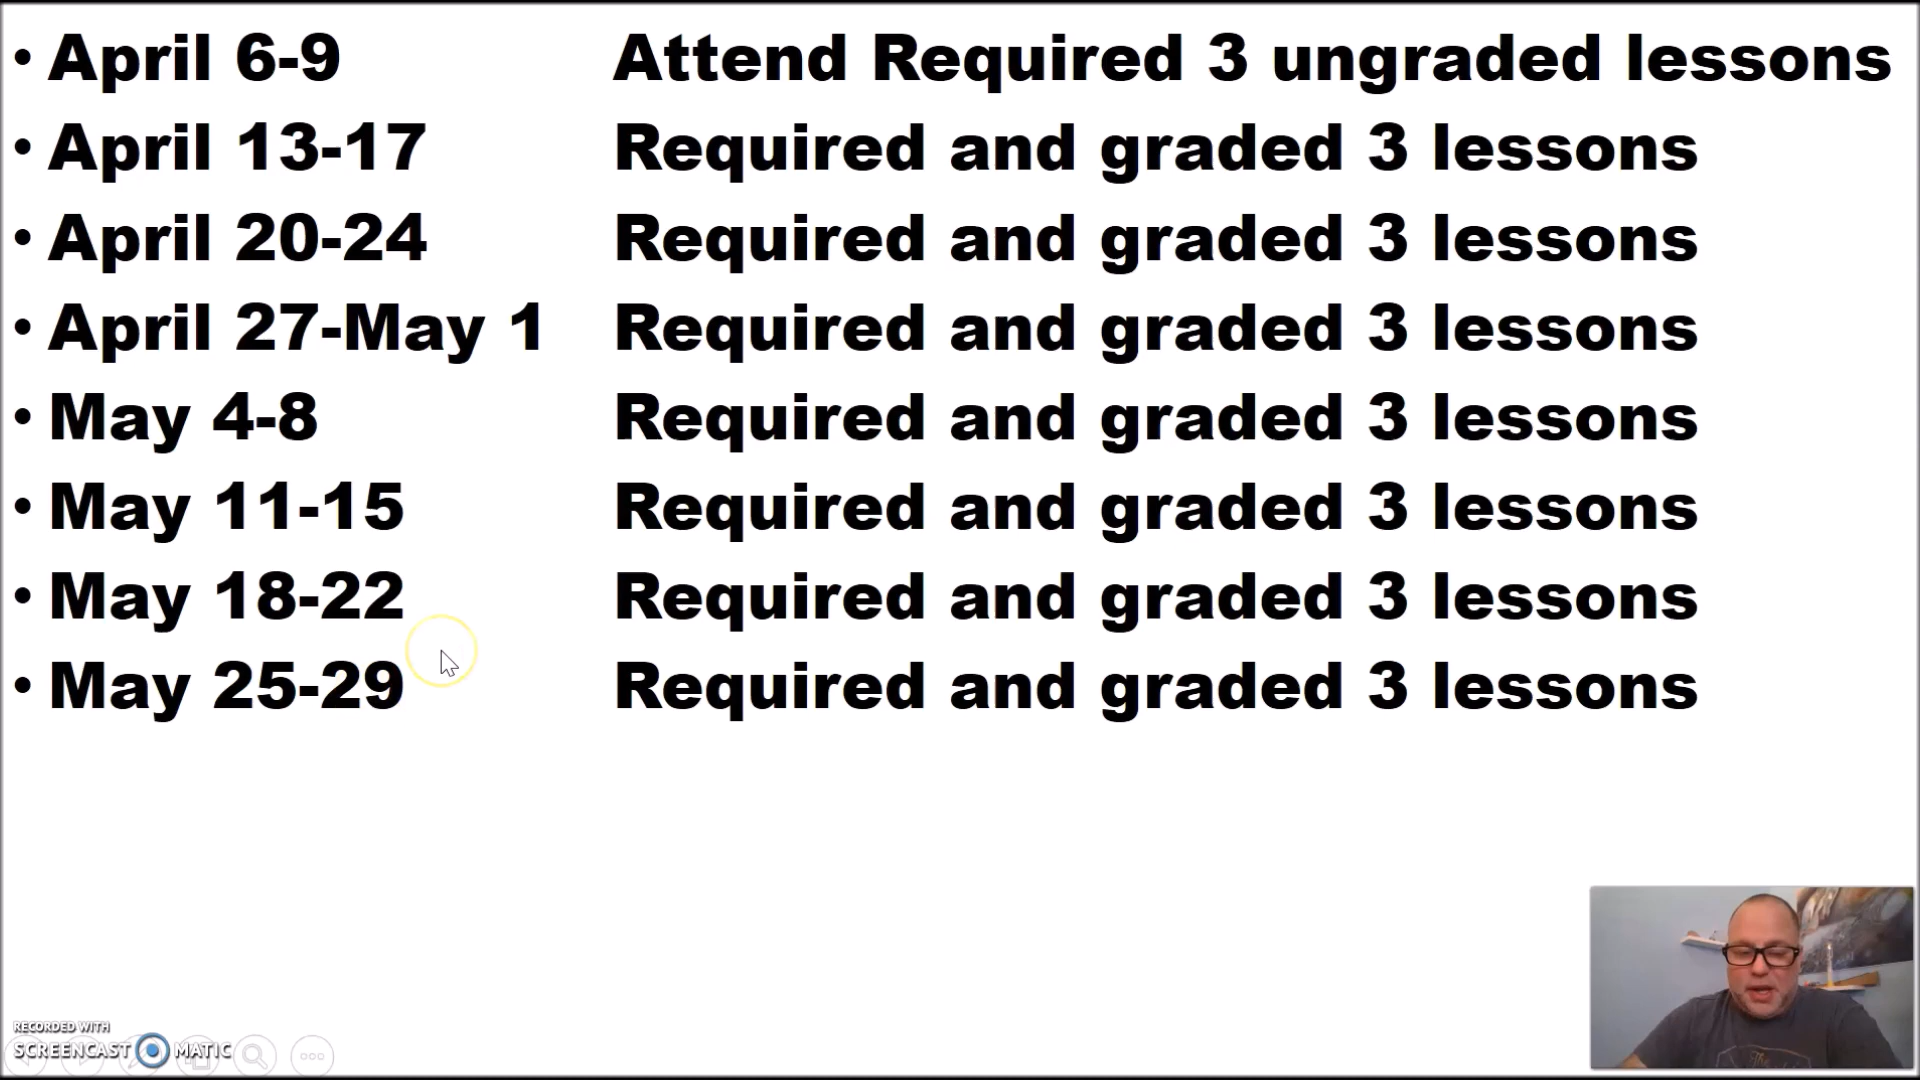 • April 6-9 Attend Required 3 ungraded lessons
• April 13-17 Required and graded 3 lessons
• April 20-24 Required and graded 3 lessons
• April 27-May 1 Required and graded 3 lessons
• May 4-8 Required and graded 3 lessons
• May 11-15 Required and graded 3 lessons
• May 18-22 Required and graded 3 lessons
• May 25-29 Required and graded 3 lessons
RECORDED WITH
SCREENCAST MATIC
The